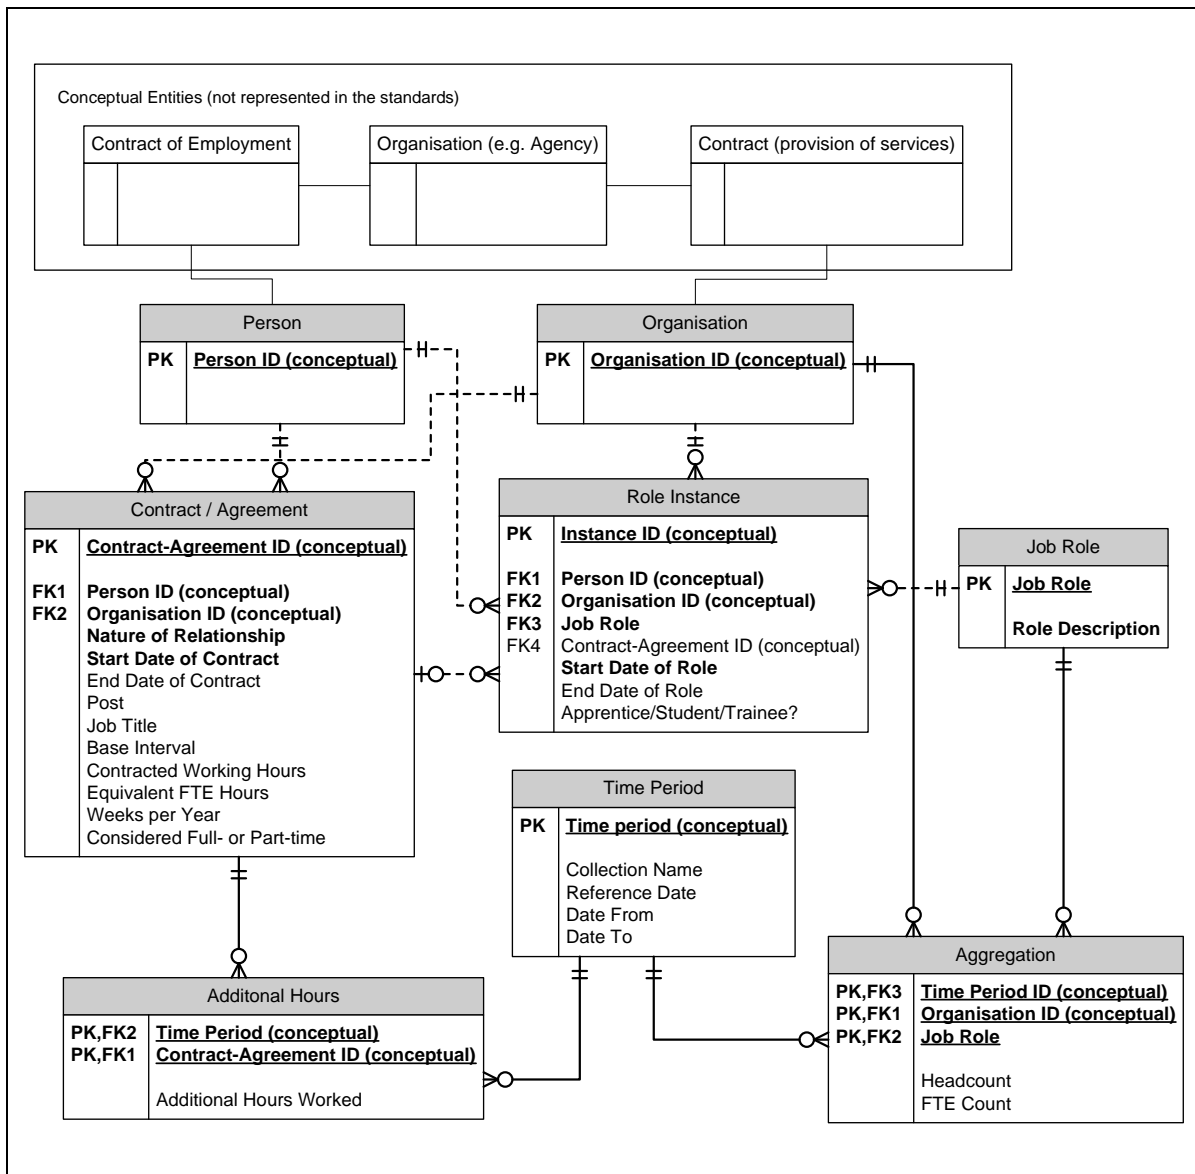 Conceptual Entities (not represented in the standards)
Contract of Employment
Organisation (e.g. Agency)
Contract (provision of services)
Person
PK Person ID (conceptual)
Organisation
PK Organisation ID (conceptual)
Contract / Agreement
PK Contract-Agreement ID (conceptual)
FK1 Person ID (conceptual)
FK2 Organisation ID (conceptual)
Nature of Relationship
Start Date of Contract
End Date of Contract
Post
Job Title
Base Interval
Contracted Working Hours
Equivalent FTE Hours
Weeks per Year
Considered Full- or Part-time
Role Instance
PK Instance ID (conceptual)
FK1 Person ID (conceptual)
FK2 Organisation ID (conceptual)
FK3 Job Role
FK4 Contract-Agreement ID (conceptual)
Start Date of Role
End Date of Role
Apprentice/Student/Trainee?
Job Role
PK Job Role
Role Description
Time Period
PK Time period (conceptual)
Collection Name
Reference Date
Date From
Date To
Additonal Hours
PK,FK2 Time Period (conceptual)
PK,FK1 Contract-Agreement ID (conceptual)
Additional Hours Worked
Aggregation
PK,FK3 Time Period ID (conceptual)
PK,FK1 Organisation ID (conceptual)
PK,FK2 Job Role
Headcount
FTE Count